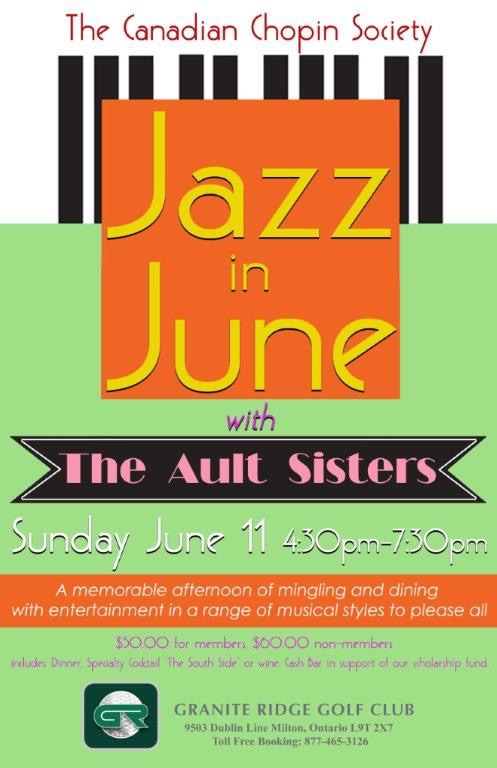 The Canadian Chopin Society
Jazz
in
June
with
The Ault Sisters
Sunday June 11 4:30pm-7:30pm
A memorable afternoon of mingling and dining
with entertainment in a range of musical styles to please all
$50.00 for members, $60.00 non-members
includes: Dinner, Specialty Cocktail "The South Side" or wine. Cash Bar in support of our scholarship fund.
GR
GRANITE RIDGE GOLF CLUB
9503 Dublin Line Milton, Ontario L9T 2X7
Toll Free Booking: 877-465-3126